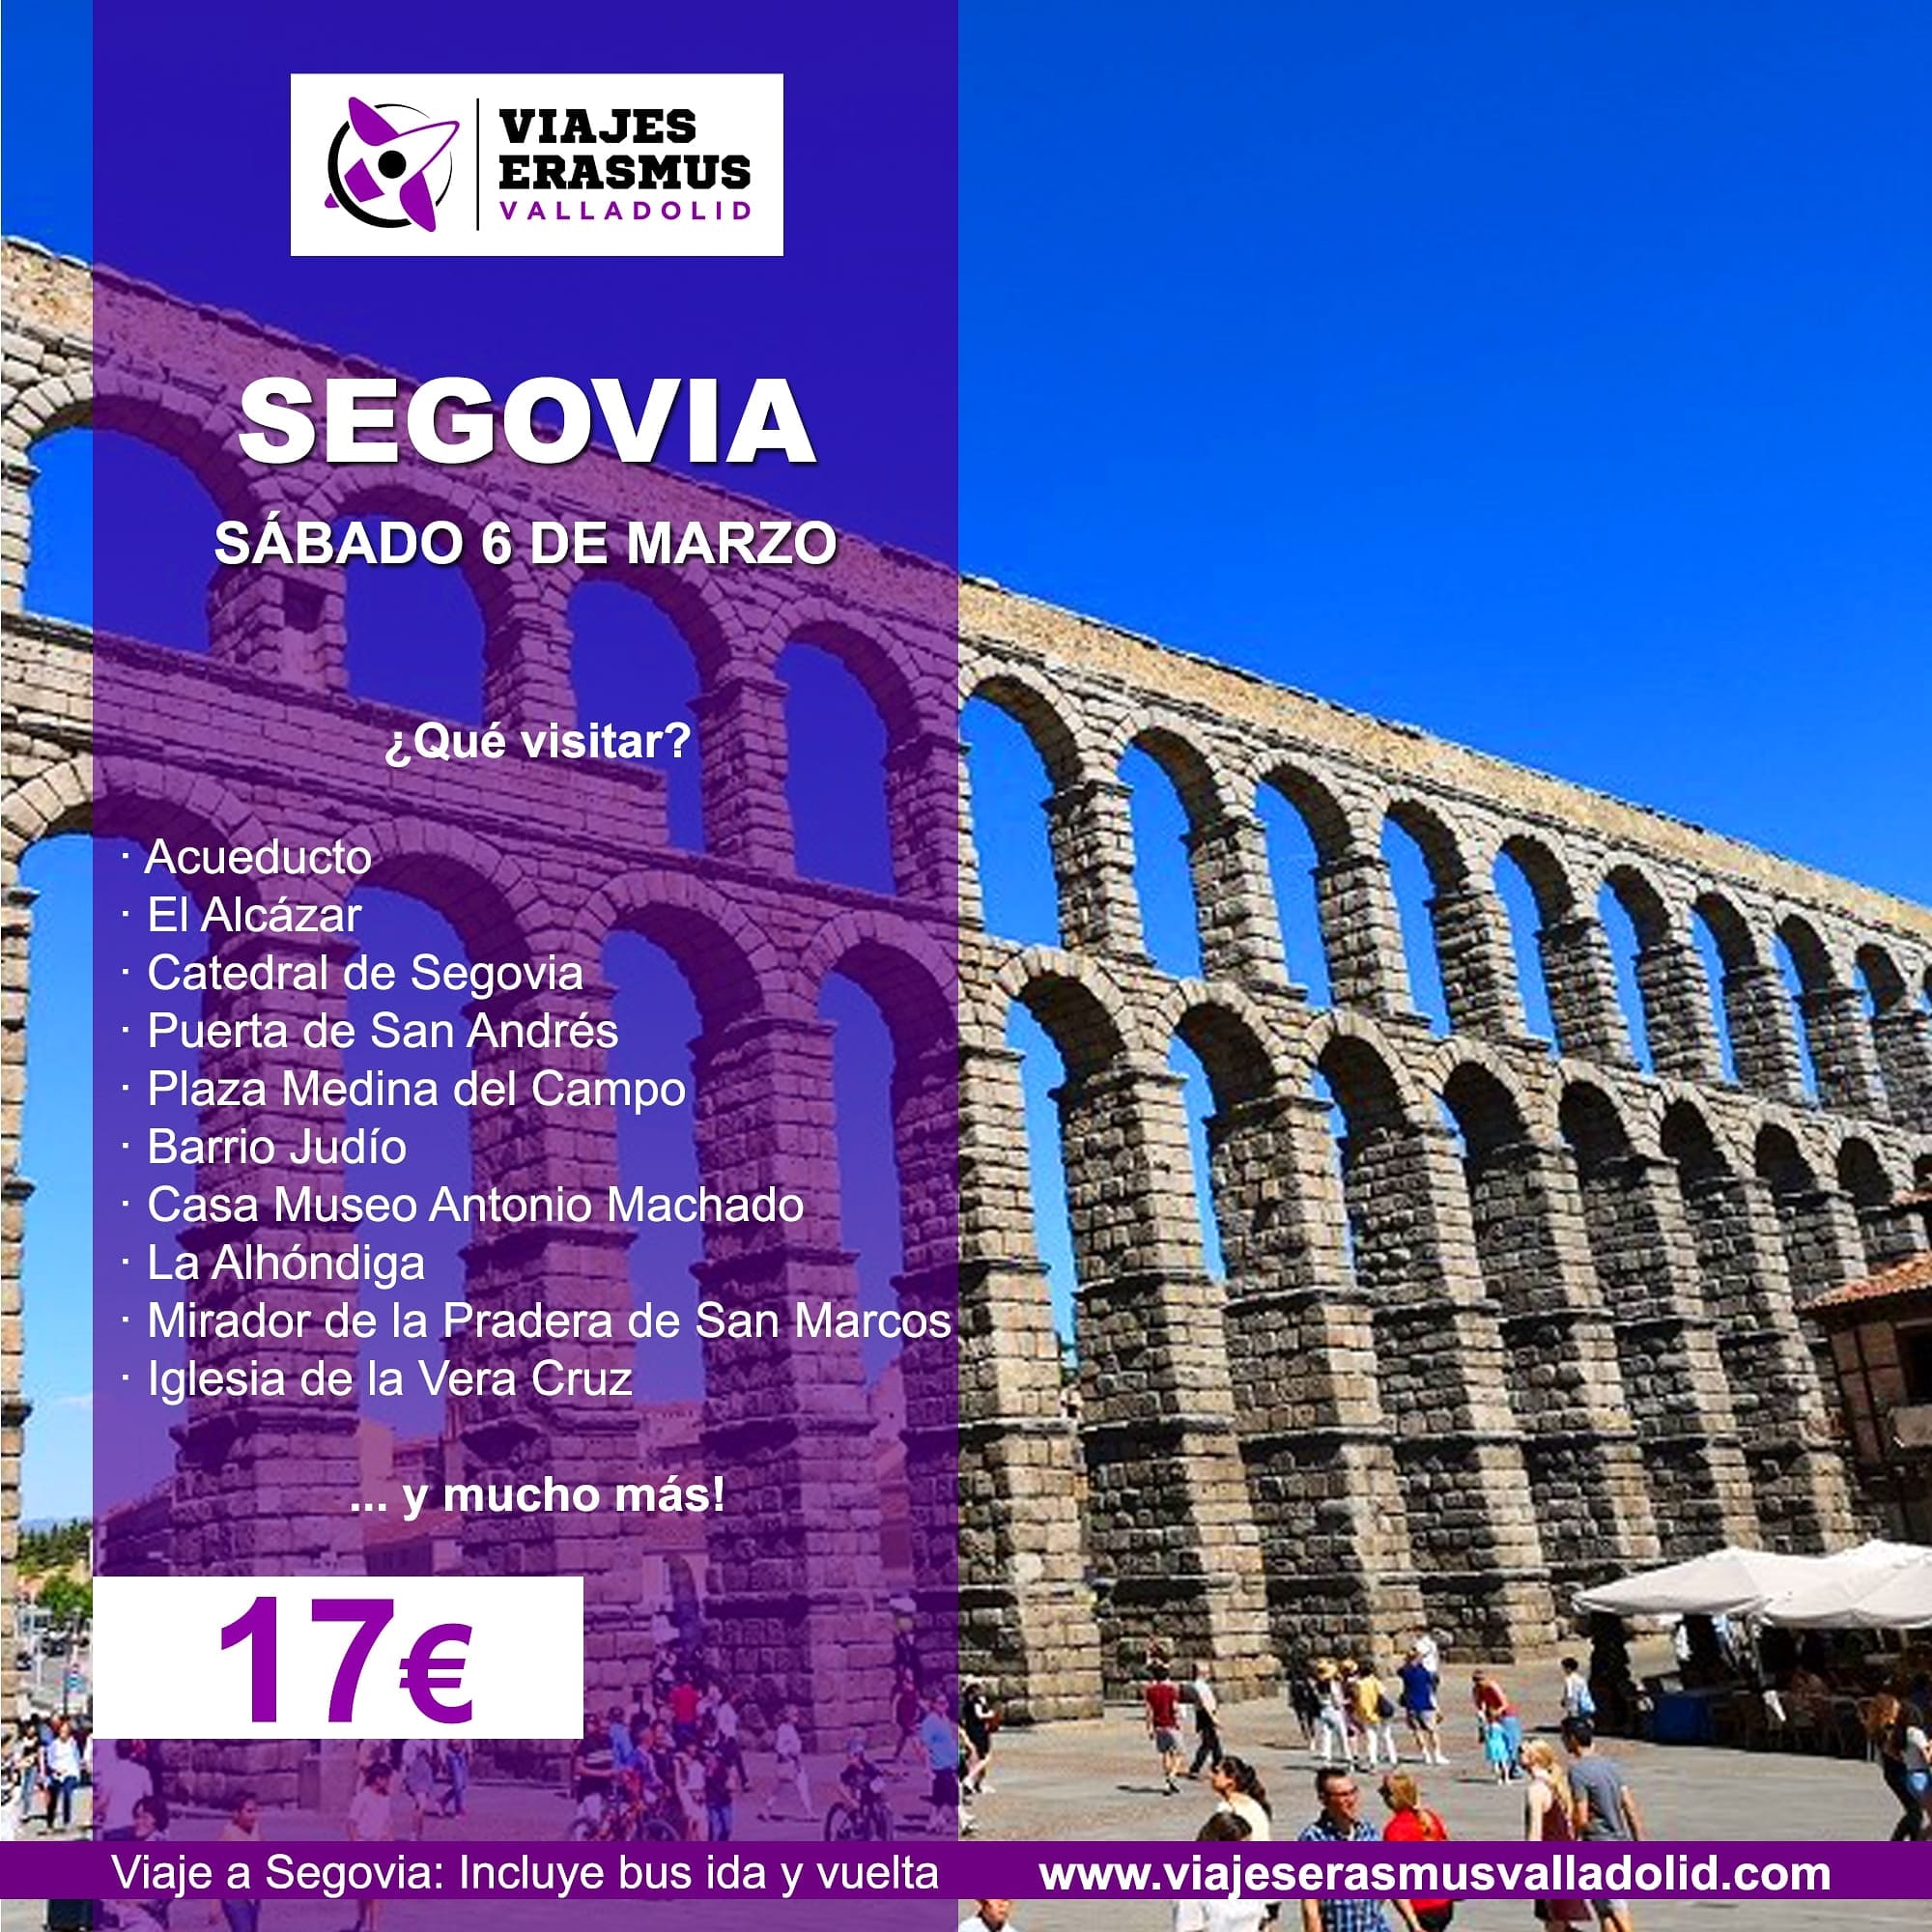 VIAJES
ERASMUS
VALLADOLID
SEGOVIA
SÁBADO 6 DE MARZO
¿Qué visitar?
· Acueducto
· El Alcázar
· Catedral de Segovia
· Puerta de San Andrés
· Plaza Medina del Campo
· Barrio Judío
· Casa Museo Antonio Machado
· La Alhóndiga
· Mirador de la Pradera de San Marcos
· Iglesia de la Vera Cruz
... y mucho más!
17€
Viaje a Segovia: Incluye bus ida y vuelta
www.viajeserasmusvalladolid.com